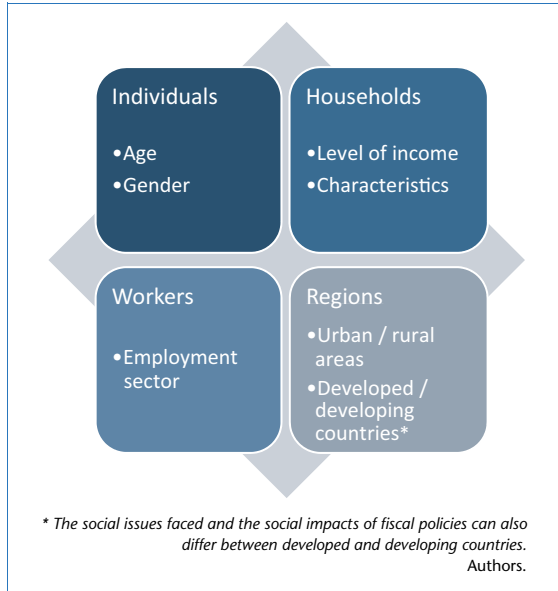 Individuals
•Age
•Gender
Households
•Level of income
•Characteristics
Workers
•Employment
sector
Regions
•Urban / rural
areas
•Developed /
developing
countries*
* The social issues faced and the social impacts of fiscal policies can also
differ between developed and developing countries.
Authors.